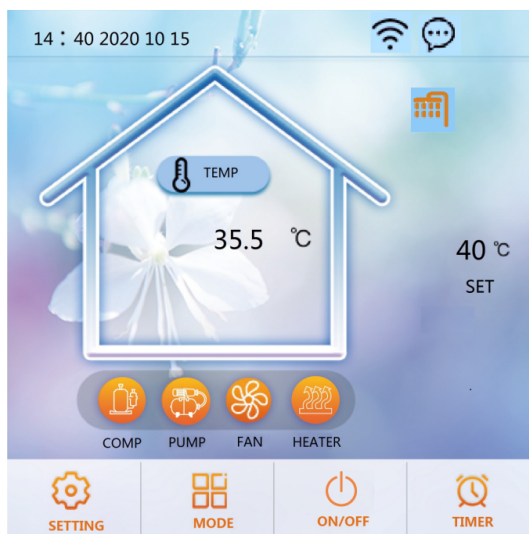 14：40 2020 10 15
TEMP
35.5 ℃
40 ℃
SET
COMP PUMP FAN HEATER
SETTING MODE ON/OFF TIMER